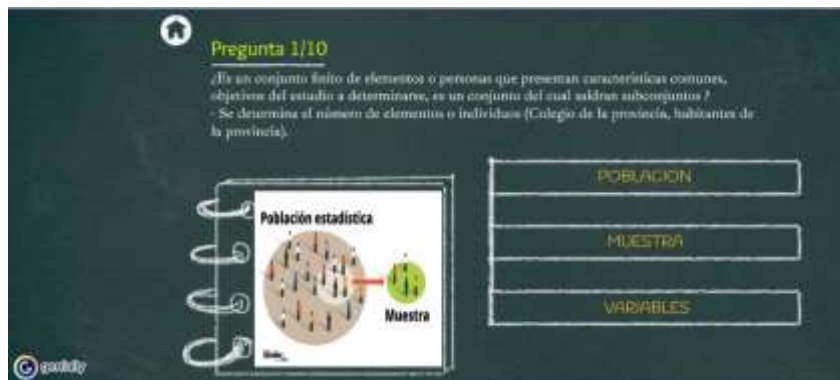 Pregunta 1/10
¿Es un conjunto finito de elementos o personas que presentan características comunes,
objetivos del estudio a determinarse, es un conjunto del cual saldran subconjuntos ?
- Se determina el número de elementos o individuos (Colegio de la provincia, habitantes de
la provincia).
Población estadística
Muestra
POBLACION
MUESTRA
VARIABLES
genially